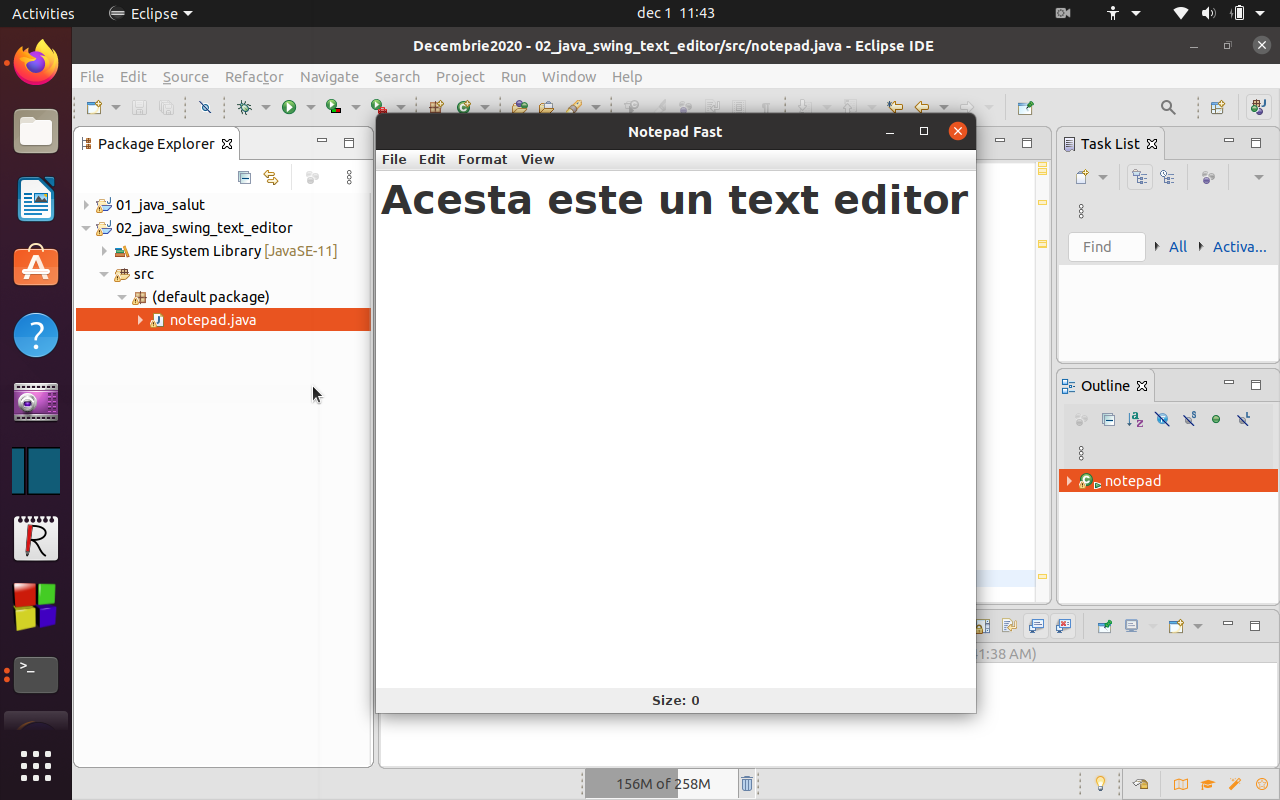 Activities
Eclipse
dec 1 11:43
Decembrie2020 - 02_java_swing_text_editor/src/notepad.java - Eclipse IDE
File Edit Source Refactor Navigate Search Project Run Window Help
Package Explorer
01_java_salut
02_java_swing_text_editor
JRE System Library [JavaSE-11]
src
(default package)
notepad.java
Notepad Fast
File Edit Format View
Acesta este un text editor
Size: 0
Task List
Find
All
Activa...
Outline
notepad
1:38 AM)
156M of 258M